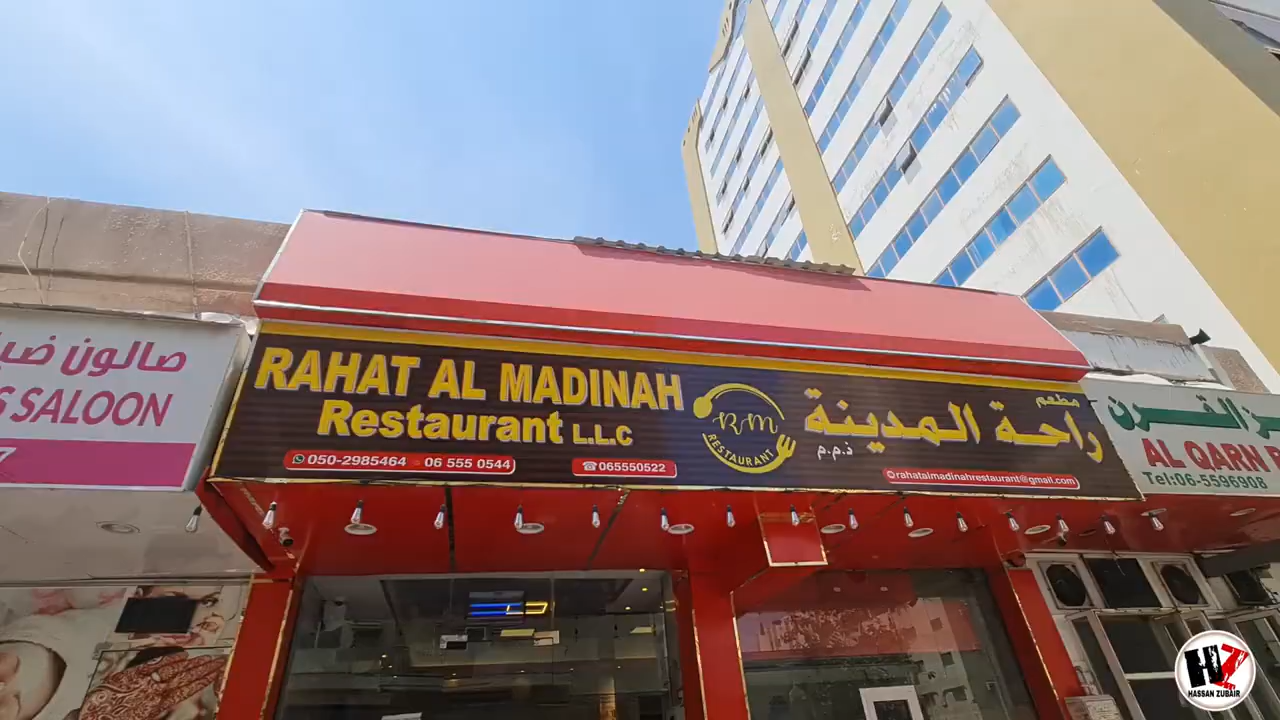 صالون ضبا
S SALOON
RAHAT AL MADINAH
Restaurant L.L.C
050-2985464 06 555 0544
065550522
RM
RESTAURANT
مطعم
راحة المدينة
ذ.م.م
rahatalmadinahrestaurant@gmail.com
ز القرن
AL QARN
Tel:06-5596908
HZ
HASSAN ZUBAIR